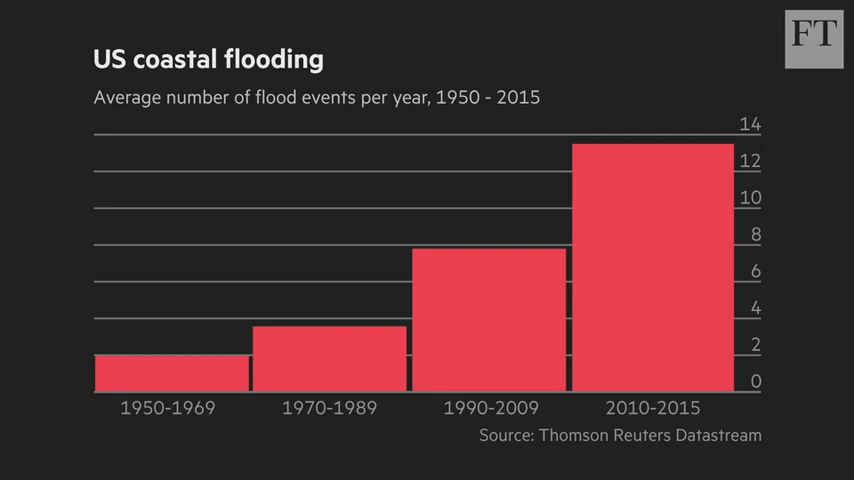 FT
US coastal flooding
Average number of flood events per year, 1950 - 2015
14
12
10
8
6
4
2
0
1950-1969 1970-1989 1990-2009 2010-2015
Source: Thomson Reuters Datastream